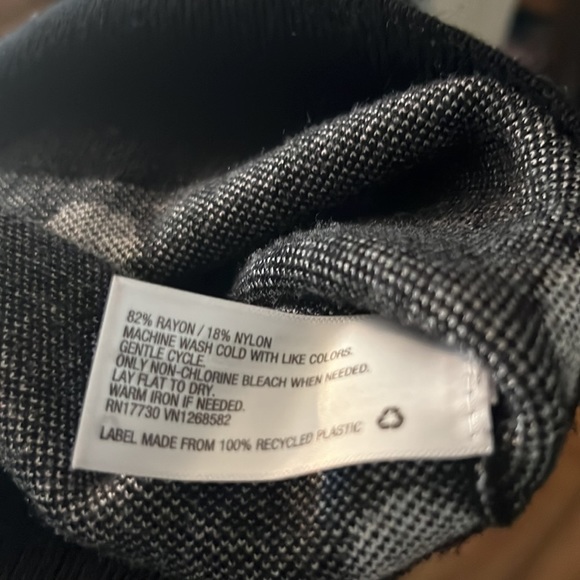 82% RAYON / 18% NYLON
MACHINE WASH COLD WITH LIKE COLORS.
GENTLE CYCLE.
ONLY NON-CHLORINE BLEACH WHEN NEEDED.
LAY FLAT TO DRY.
WARM IRON IF NEEDED.
RN17730 VN1268582
LABEL MADE FROM 100% RECYCLED PLASTIC